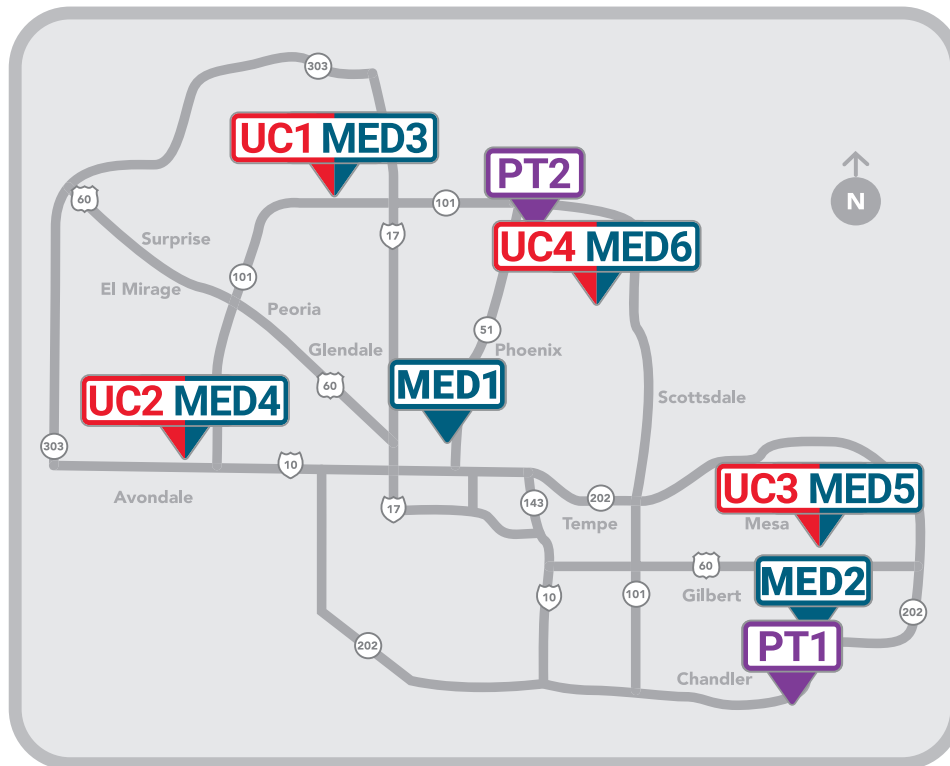 303
UC1 MED3
PT2
60
101
N
17
Surprise
UC4 MED6
101
El Mirage
Peoria
51
Glendale
Phoenix
60
MED1
UC2 MED4
Scottsdale
303
10
Avondale
UC3 MED5
143
202
17
Tempe
Mesa
60
MED2
10
101
Gilbert
202
PT1
202
Chandler